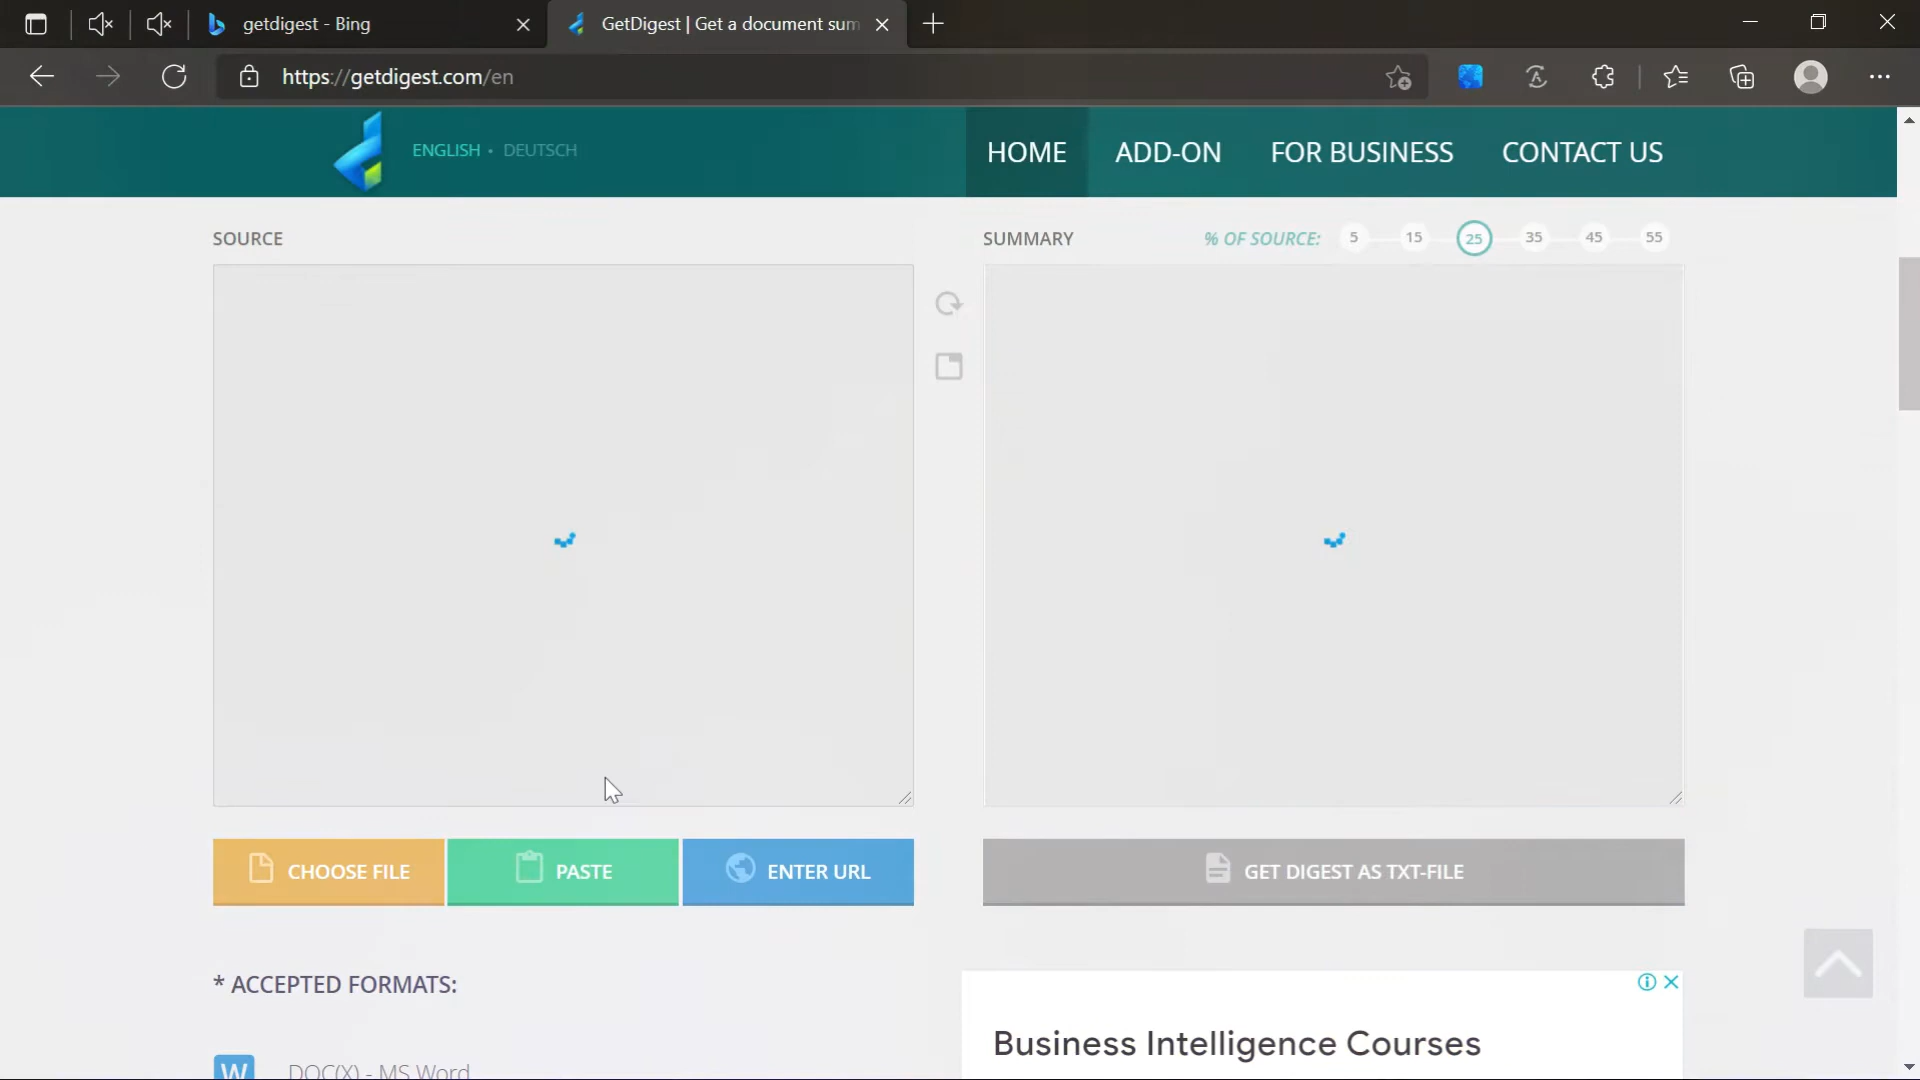 getdigest - Bing
GetDigest | Get a document sum
https://getdigest.com/en
ENGLISH • DEUTSCH
HOME ADD-ON FOR BUSINESS CONTACT US
SOURCE
SUMMARY % OF SOURCE: 5 15 25 35 45 55
CHOOSE FILE PASTE ENTER URL GET DIGEST AS TXT-FILE
* ACCEPTED FORMATS:
Business Intelligence Courses
W DOC(X) - MS Word